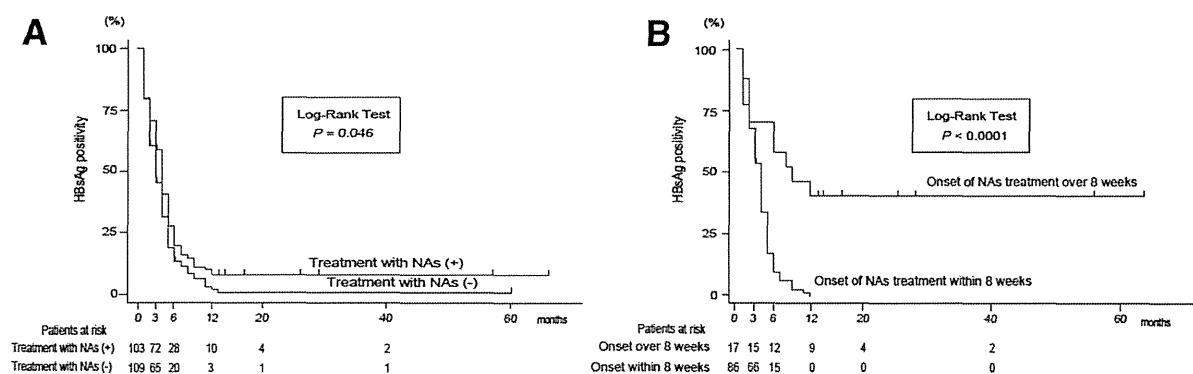 A
(%)
100
75
50
25
0
HBsAg positivity
Log-Rank Test
P = 0.046
Treatment with NAs (+)
Treatment with NAs (-)
0 3 6 12 20 40 60 months
Patients at risk
Treatment with NAs (+) 103 72 28 10 4 2
Treatment with NAs (-) 109 65 20 3 1 1
B
(%)
100
75
50
25
0
HBsAg positivity
Log-Rank Test
P < 0.0001
Onset of NAs treatment over 8 weeks
Onset of NAs treatment within 8 weeks
0 3 6 12 20 40 60 months
Patients at risk
Onset over 8 weeks 17 15 12 9 4 2
Onset within 8 weeks 86 66 15 0 0 0